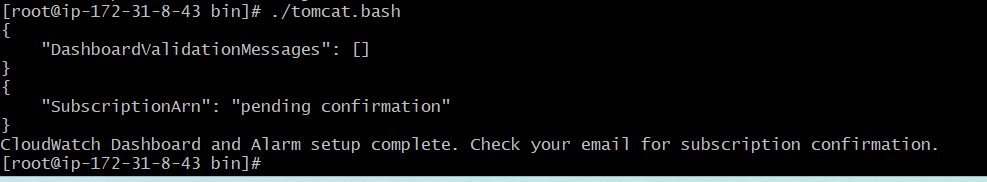 [root@ip-172-31-8-43 bin]# ./tomcat.bash
{
    "DashboardValidationMessages": []
}
{
    "SubscriptionArn": "pending confirmation"
}
CloudWatch Dashboard and Alarm setup complete. Check your email for subscription confirmation.
[root@ip-172-31-8-43 bin]#